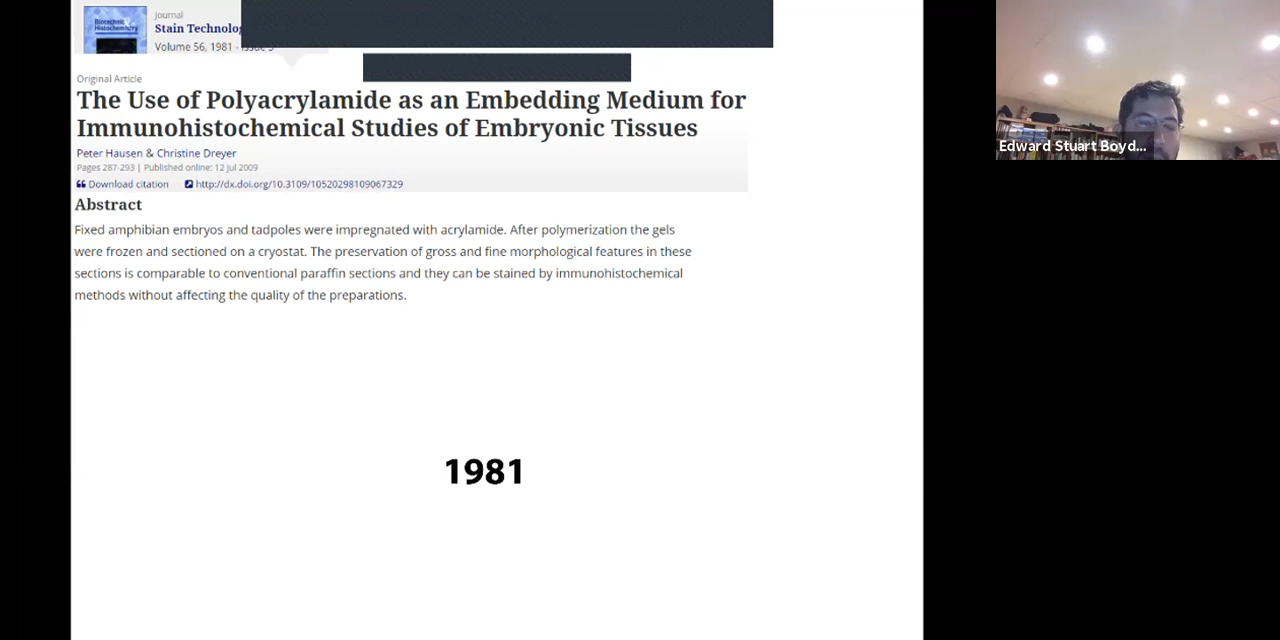 Biotechnic
Histochemistry
Journal
Stain Technolo
Volume 56, 1981 - Issue 5
Original Article
The Use of Polyacrylamide as an Embedding Medium for
Immunohistochemical Studies of Embryonic Tissues
Peter Hausen & Christine Dreyer
Pages 287-293 | Published online: 12 Jul 2009
Download citation http://dx.doi.org/10.3109/10520298109067329
Abstract
Fixed amphibian embryos and tadpoles were impregnated with acrylamide. After polymerization the gels
were frozen and sectioned on a cryostat. The preservation of gross and fine morphological features in these
sections is comparable to conventional paraffin sections and they can be stained by immunohistochemical
methods without affecting the quality of the preparations.
1981
Edward Stuart Boyd...